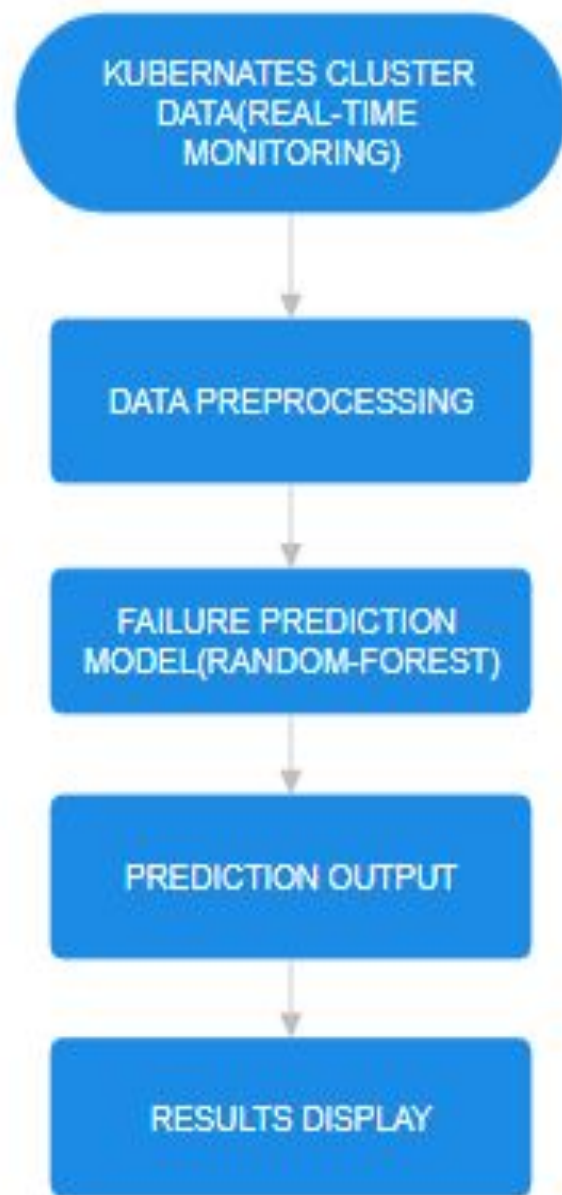 KUBERNATES CLUSTER
DATA(REAL-TIME
MONITORING)
DATA PREPROCESSING
FAILURE PREDICTION
MODEL(RANDOM-FOREST)
PREDICTION OUTPUT
RESULTS DISPLAY